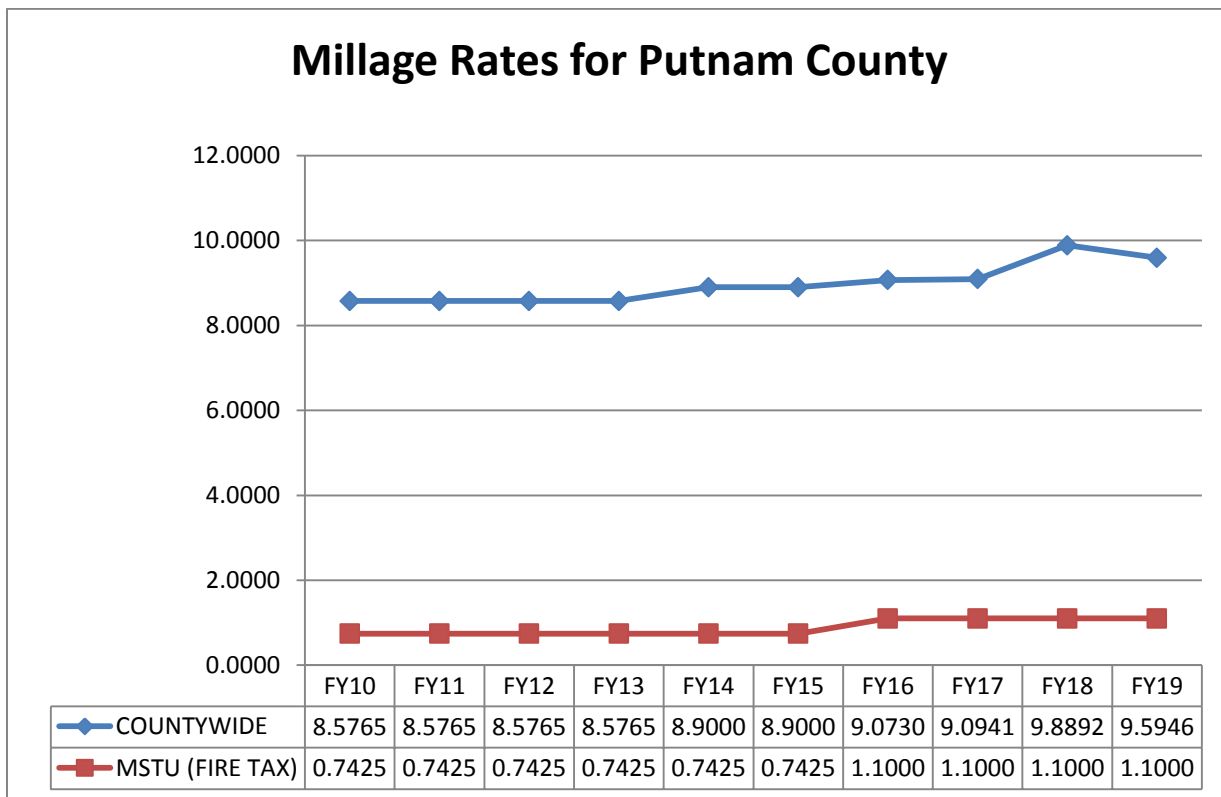 Millage Rates for Putnam County
12.0000
10.0000
8.0000
6.0000
4.0000
2.0000
0.0000
FY10 FY11 FY12 FY13 FY14 FY15 FY16 FY17 FY18 FY19
COUNTYWIDE 8.5765 8.5765 8.5765 8.5765 8.9000 8.9000 9.0730 9.0941 9.8892 9.5946
MSTU (FIRE TAX) 0.7425 0.7425 0.7425 0.7425 0.7425 0.7425 1.1000 1.1000 1.1000 1.1000